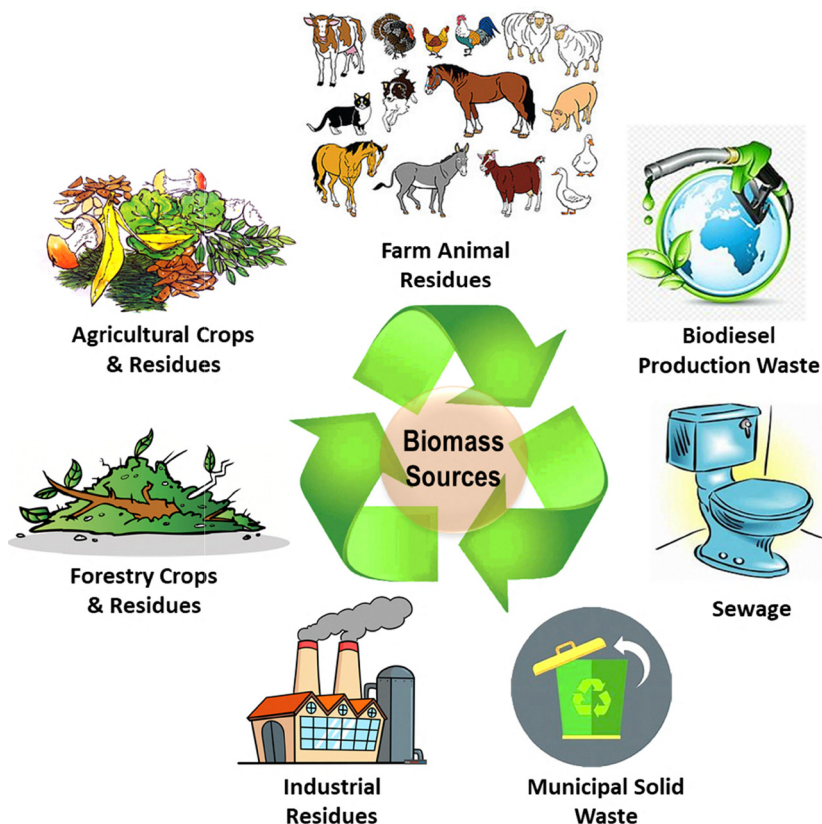 Farm Animal
Residues
Agricultural Crops
& Residues
Biodiesel
Production Waste
Biomass
Sources
Forestry Crops
& Residues
Sewage
Industrial
Residues
Municipal Solid
Waste